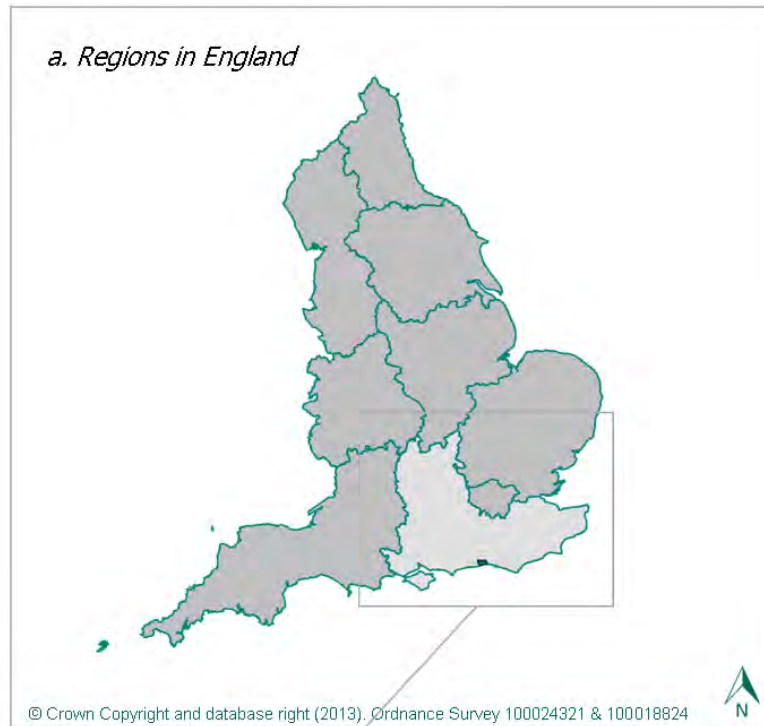 a. Regions in England
© Crown Copyright and database right (2013). Ordnance Survey 100024321 & 100018824
N